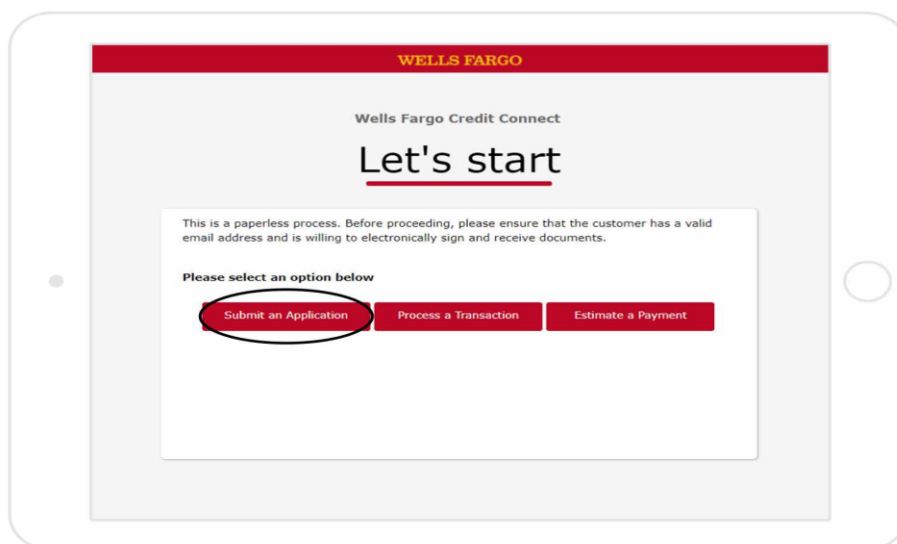 WELLS FARGO
Wells Fargo Credit Connect
Let's start
This is a paperless process. Before proceeding, please ensure that the customer has a valid
email address and is willing to electronically sign and receive documents.
Please select an option below
Submit an Application Process a Transaction Estimate a Payment